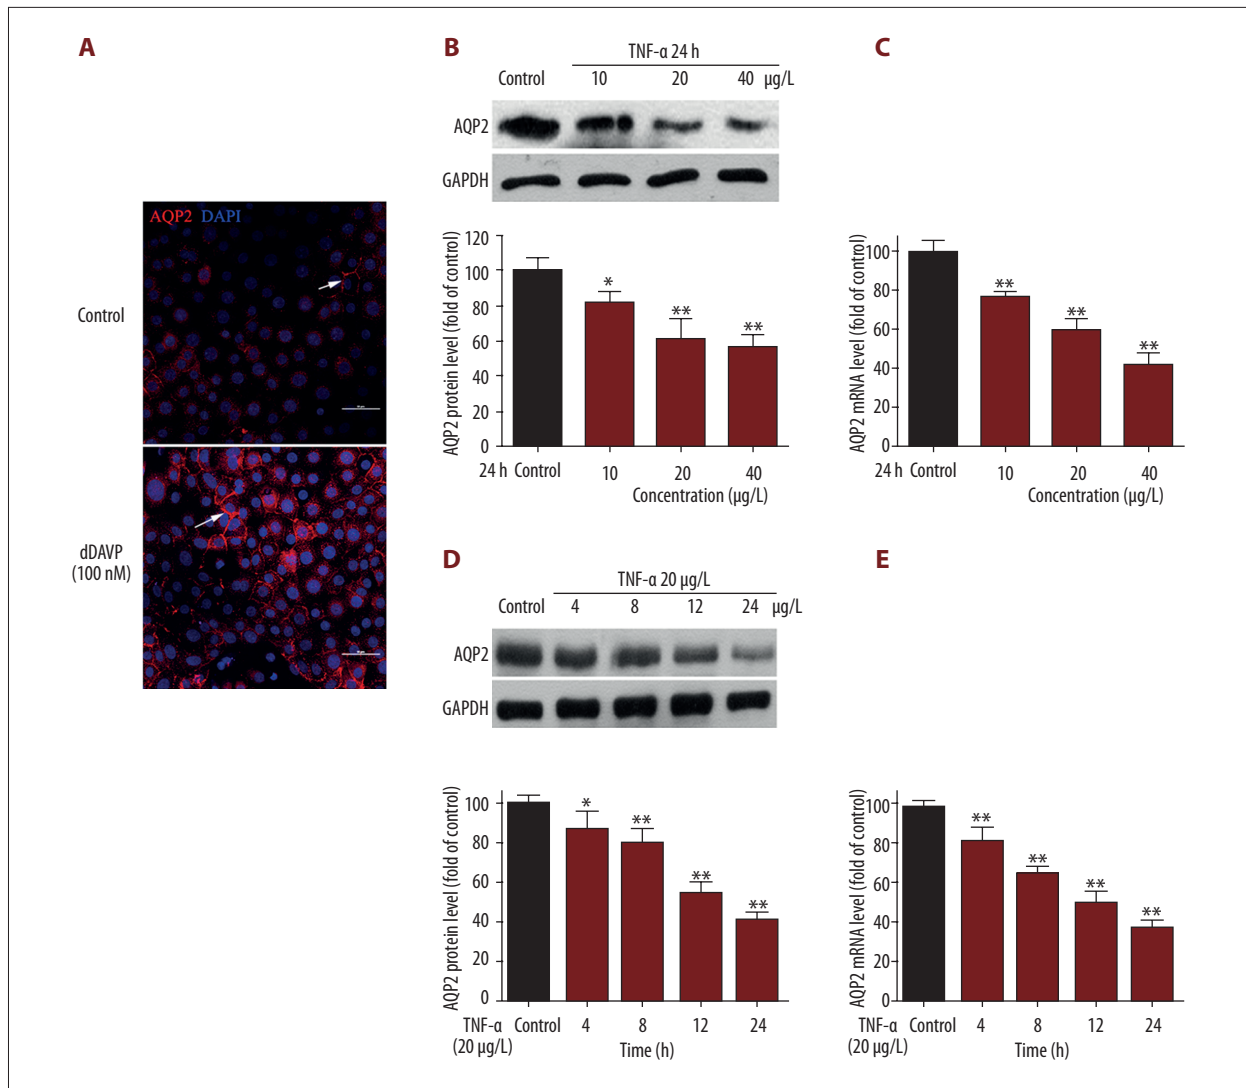 A
AQP2 DAPI
Control
dDAVP
(100 nM)
B
TNF-α 24 h
Control 10 20 40 µg/L
AQP2
GAPDH
AQP2 protein level (fold of control)
120
100
80
60
40
20
0
* ** **
24 h Control 10 20 40
Concentration (µg/L)
C
AQP2 mRNA level (fold of control)
100
80
60
40
20
0
** ** **
24 h Control 10 20 40
Concentration (µg/L)
D
TNF-α 20 µg/L
Control 4 8 12 24 µg/L
AQP2
GAPDH
AQP2 protein level (fold of control)
100
80
60
40
20
0
* ** ** **
TNF-α Control 4 8 12 24
(20 µg/L) Time (h)
E
AQP2 mRNA level (fold of control)
100
80
60
40
20
0
** ** ** **
TNF-α Control 4 8 12 24
(20 µg/L) Time (h)